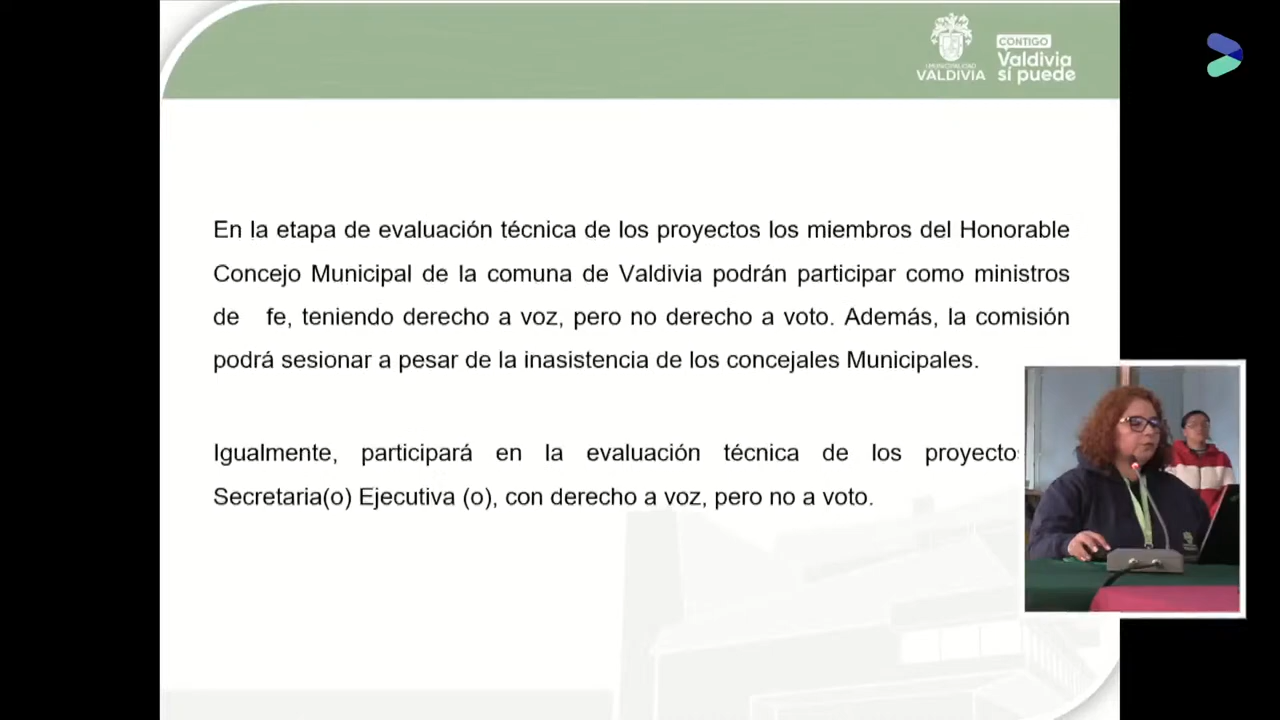 I. MUNICIPALIDAD
VALDIVIA
CONTIGO
Valdivia
sí puede
En la etapa de evaluación técnica de los proyectos los miembros del Honorable
Concejo Municipal de la comuna de Valdivia podrán participar como ministros
de fe, teniendo derecho a voz, pero no derecho a voto. Además, la comisión
podrá sesionar a pesar de la inasistencia de los concejales Municipales.
Igualmente, participará en la evaluación técnica de los
Secretaria(o) Ejecutiva (o), con derecho a voz, pero no a voto.